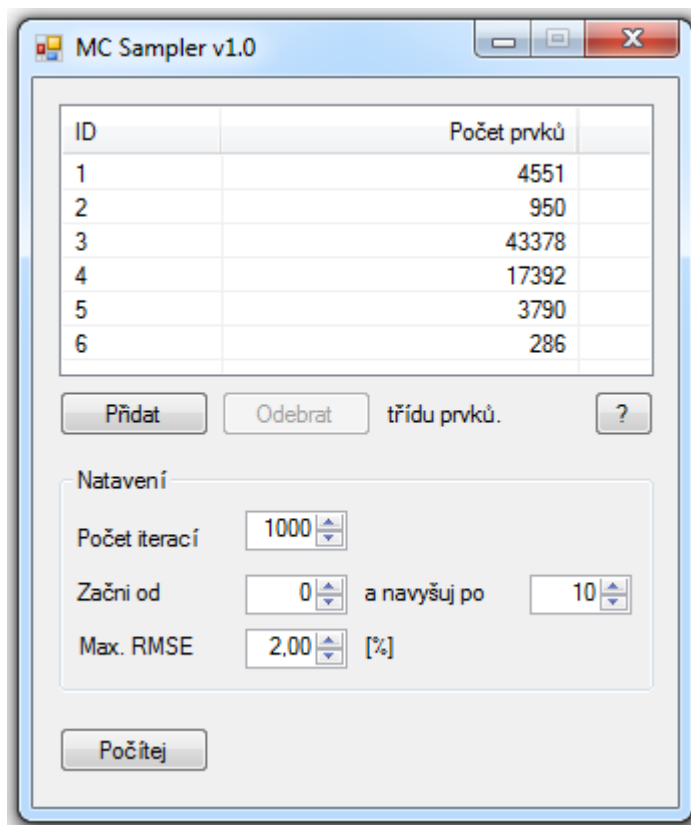 MC Sampler v1.0
ID Počet prvků
1 4551
2 950
3 43378
4 17392
5 3790
6 286
Přidat Odebrat třídu prvků. ?
Natavení
Počet iterací 1000
Začni od 0 a navyšuj po 10
Max. RMSE 2,00 [%]
Počítej